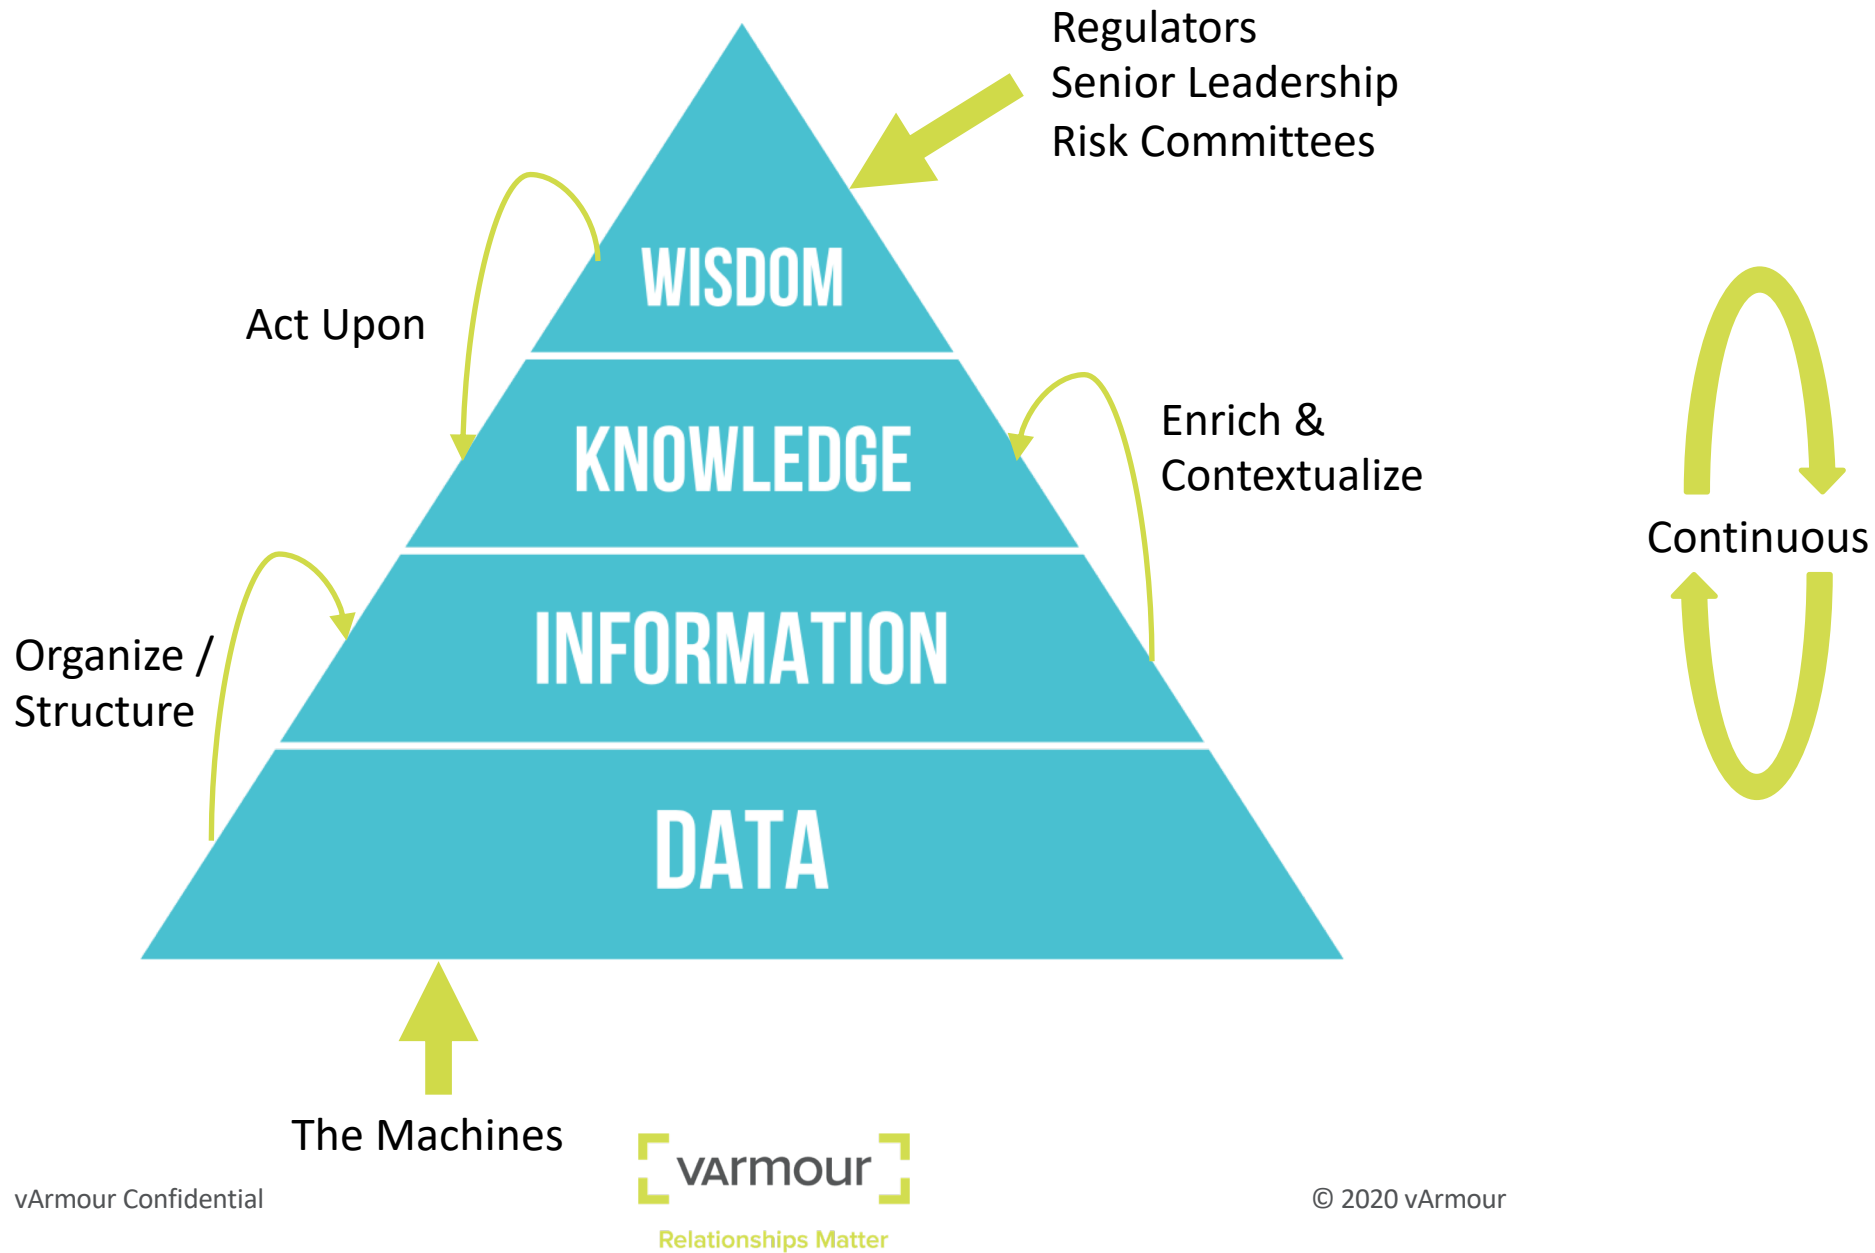 Regulators
Senior Leadership
Risk Committees
WISDOM
Act Upon
KNOWLEDGE
Enrich &
Contextualize
Continuous
INFORMATION
Organize /
Structure
DATA
The Machines
vArmour
Relationships Matter
vArmour Confidential
© 2020 vArmour